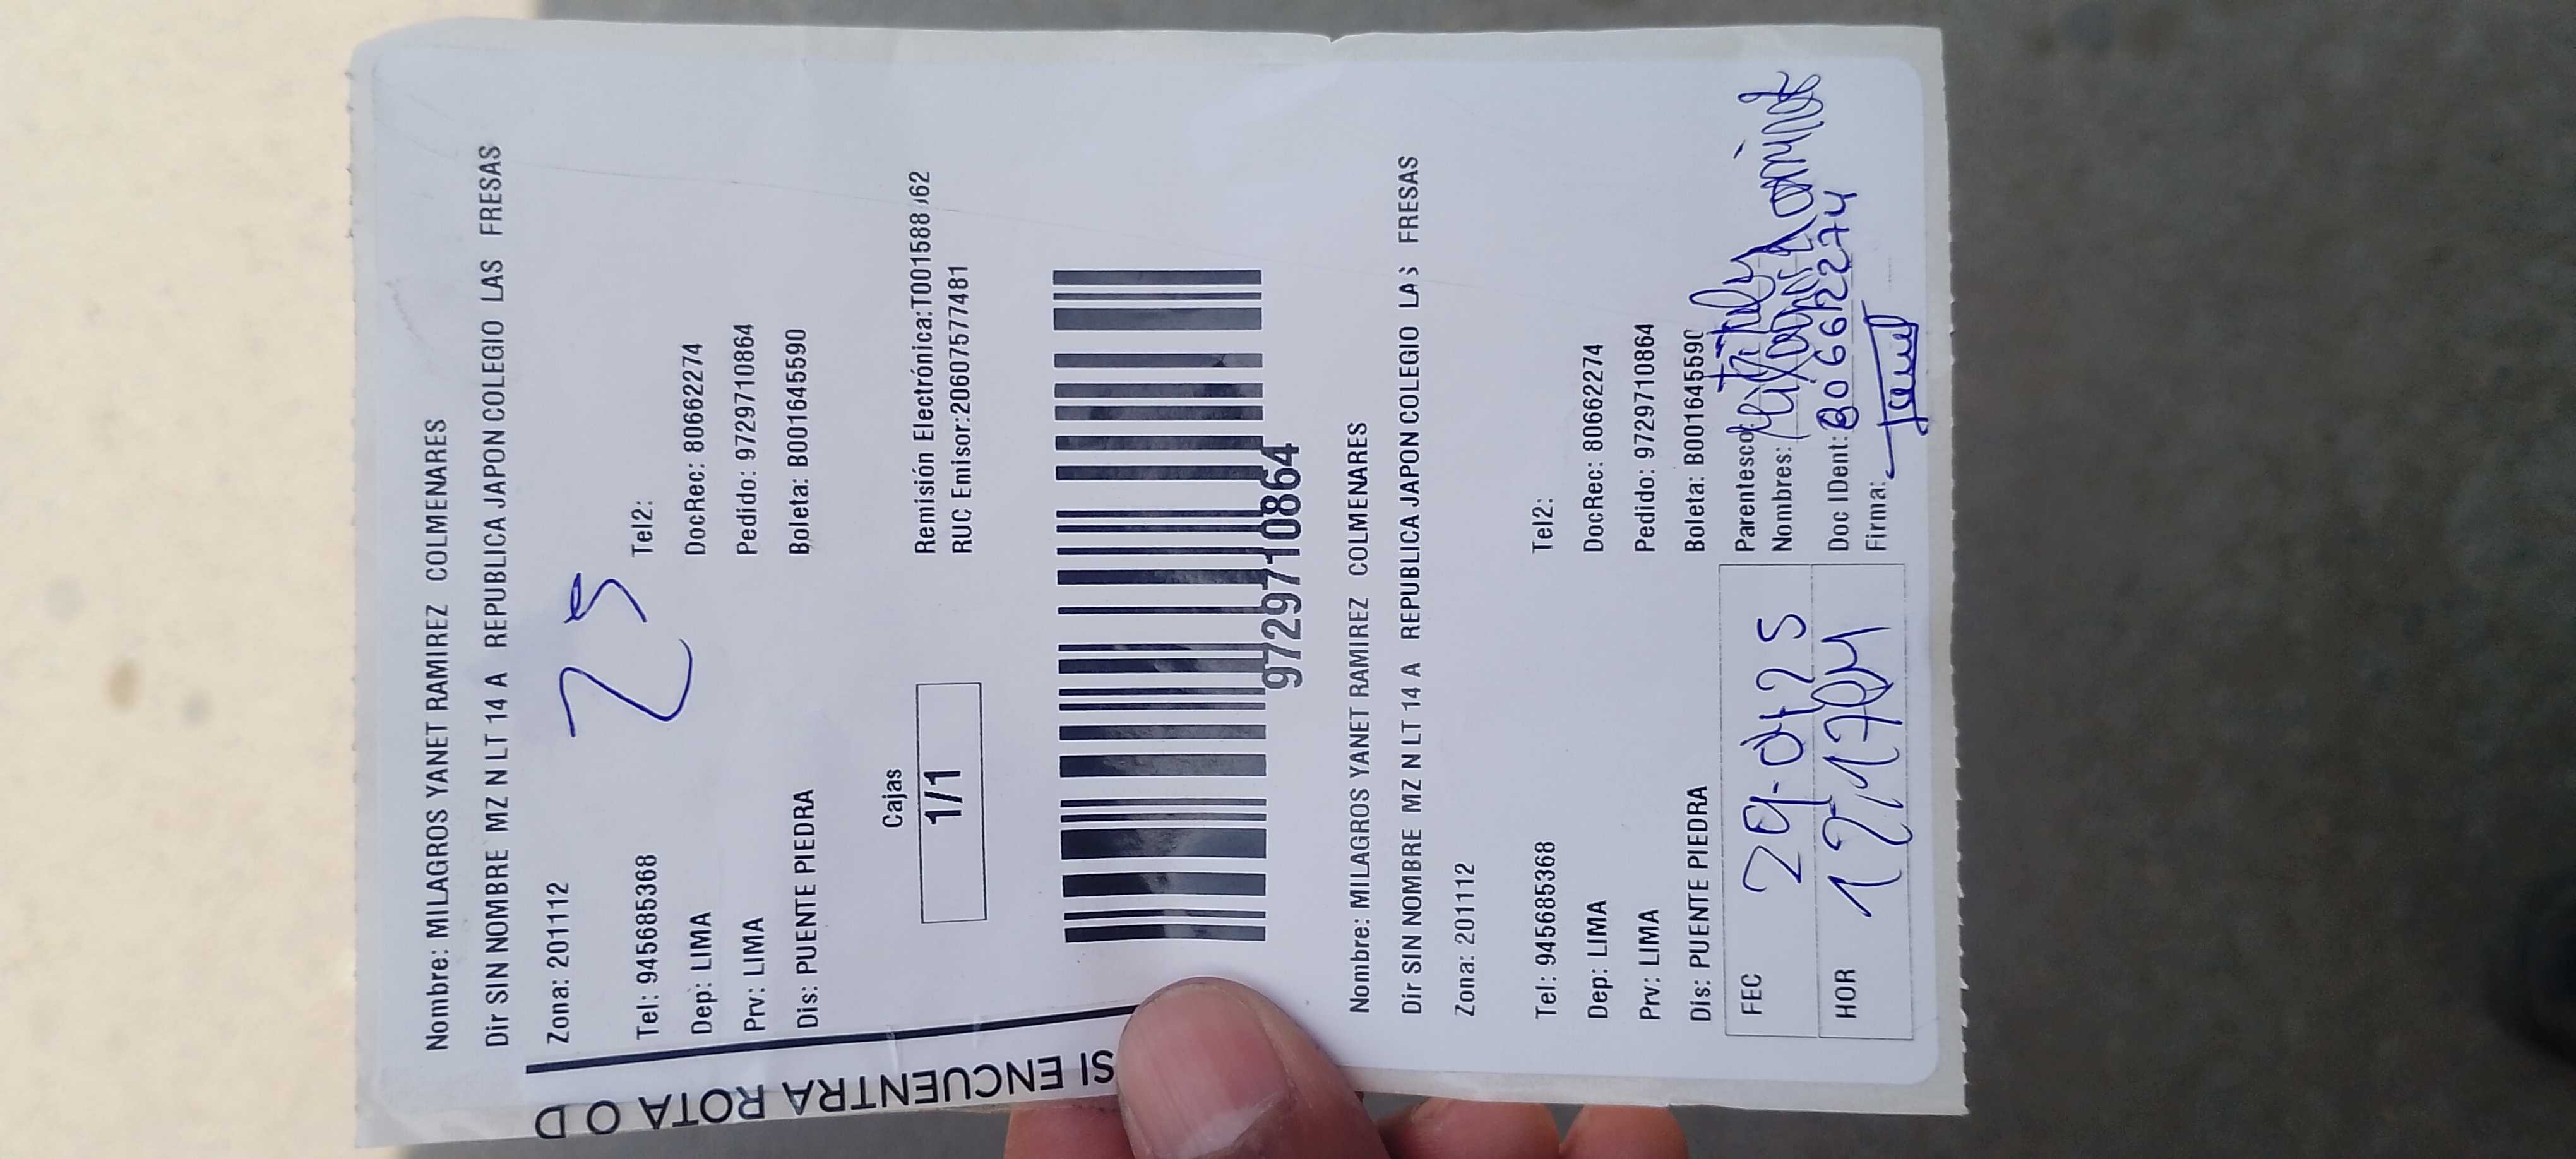 Nombre: MILAGROS YANET RAMIREZ COLMENARES
Dir SIN NOMBRE MZ N LT 14 A REPUBLICA JAPON COLEGIO LAS FRESAS
Zona: 201112
25
Tel: 945685368 Tel2:
Dep: LIMA DocRec: 80662274
Prv: LIMA Pedido: 9729710864
Dis: PUENTE PIEDRA Boleta: B001645590
Cajas
1/1
Remisión Electrónica:T001588
RUC Emisor:20607577481
9729710864
Nombre: MILAGROS YANET RAMIREZ COLMENARES
Dir SIN NOMBRE MZ N LT 14 A REPUBLICA JAPON COLEGIO LAS FRESAS
Zona: 201112
Tel: 945685368 Tel2:
Dep: LIMA DocRec: 80662274
Prv: LIMA Pedido: 9729710864
Dis: PUENTE PIEDRA Boleta: B001645590
FEC 29-04-25
HOR
Parentesco:
Nombres:
Doc IDent: 80662274
Firma:
SI ENCUENTRA ROTA O D